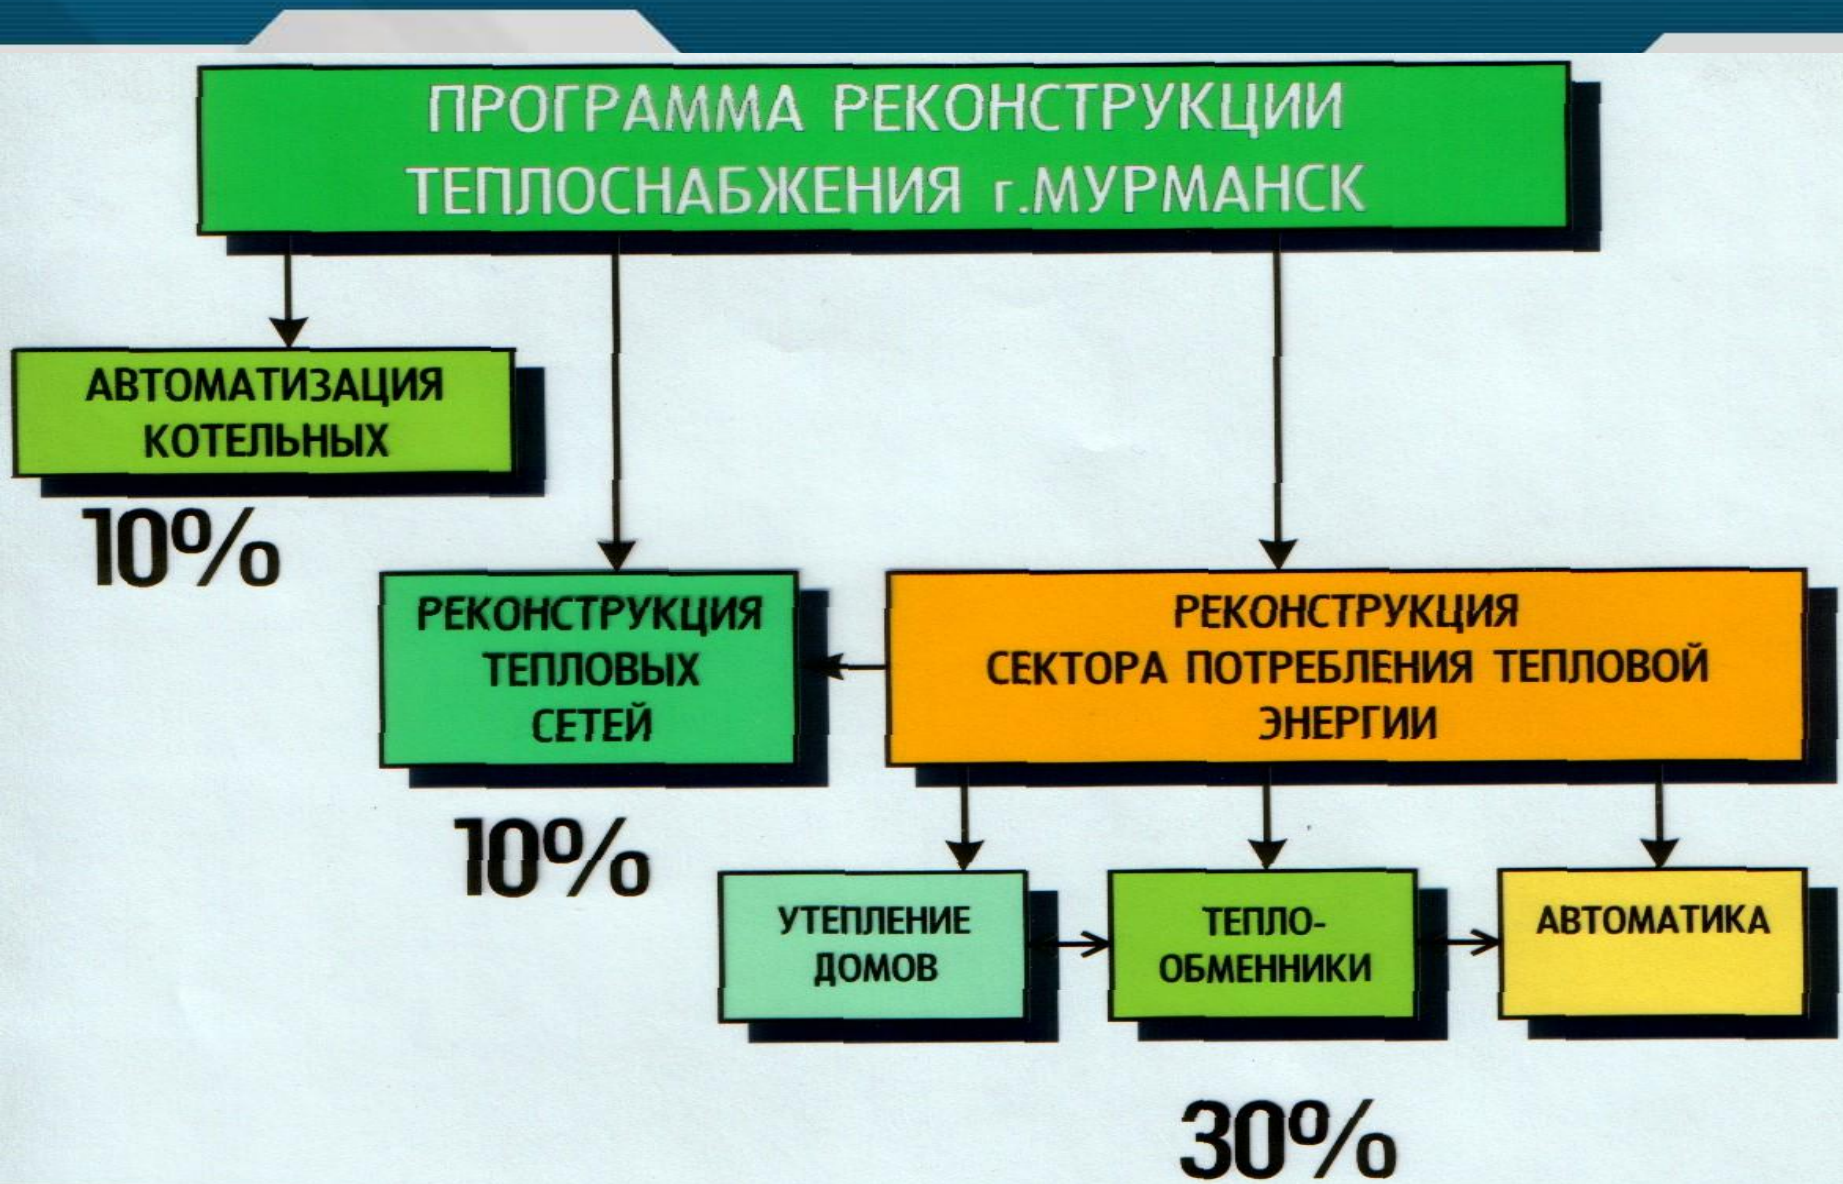 ПРОГРАММА РЕКОНСТРУКЦИИ
ТЕПЛОСНАБЖЕНИЯ г.МУРМАНСК
АВТОМАТИЗАЦИЯ
КОТЕЛЬНЫХ
10%
РЕКОНСТРУКЦИЯ
ТЕПЛОВЫХ
СЕТЕЙ
10%
РЕКОНСТРУКЦИЯ
СЕКТОРА ПОТРЕБЛЕНИЯ ТЕПЛОВОЙ
ЭНЕРГИИ
УТЕПЛЕНИЕ
ДОМОВ
ТЕПЛО-
ОБМЕННИКИ
АВТОМАТИКА
30%